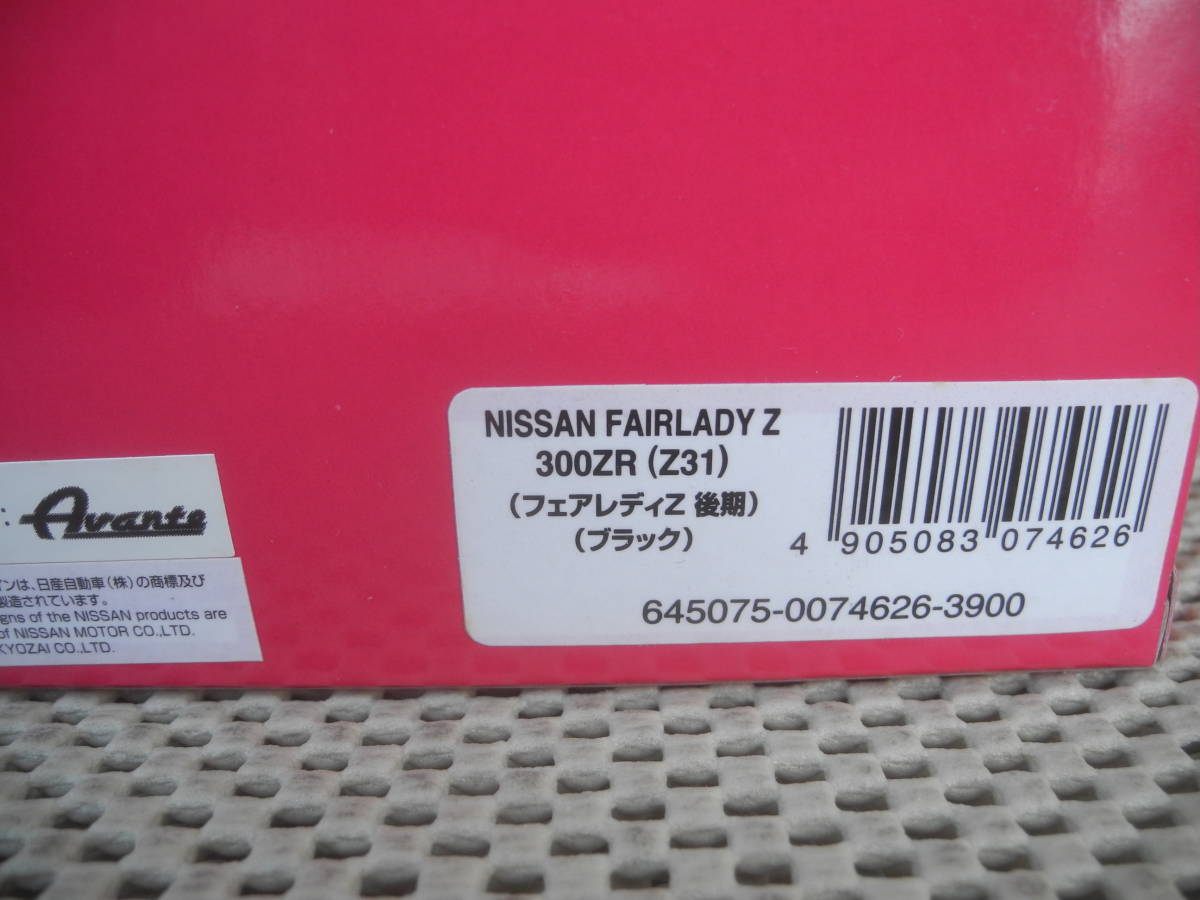 NISSAN FAIRLADY Z
300ZR (Z31)
(フェアレディZ 後期)
(ブラック)
4 905083 074626
645075-0074626-3900
: Avante
インは、日産自動車(株)の商標及び
製造されています。
igns of the NISSAN products are
of NISSAN MOTOR CO.,LTD.
KYOZAI CO.,LTD.